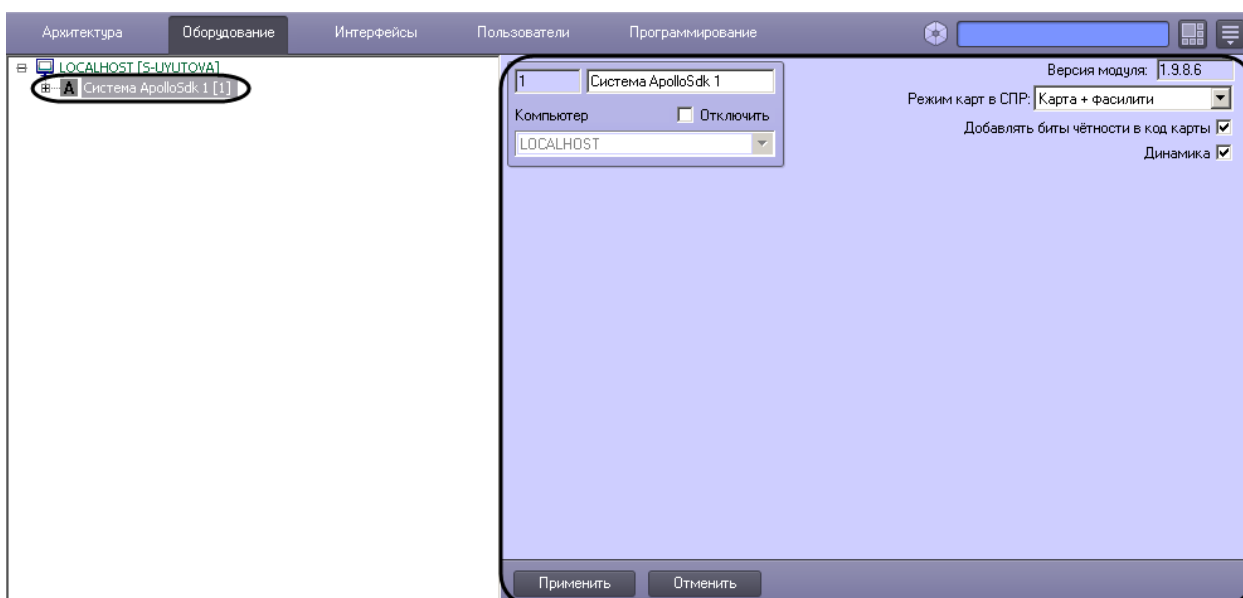 Архитектура Оборудование Интерфейсы Пользователи Программирование
LOCALHOST [S-UYUTOVA]
A Система ApolloSdk 1 [1]
1 Система ApolloSdk 1
Компьютер Отключить
LOCALHOST
Версия модуля: 1.9.8.6
Режим карт в СПР: Карта + фасилити
Добавлять биты чётности в код карты
Динамика
Применить Отменить